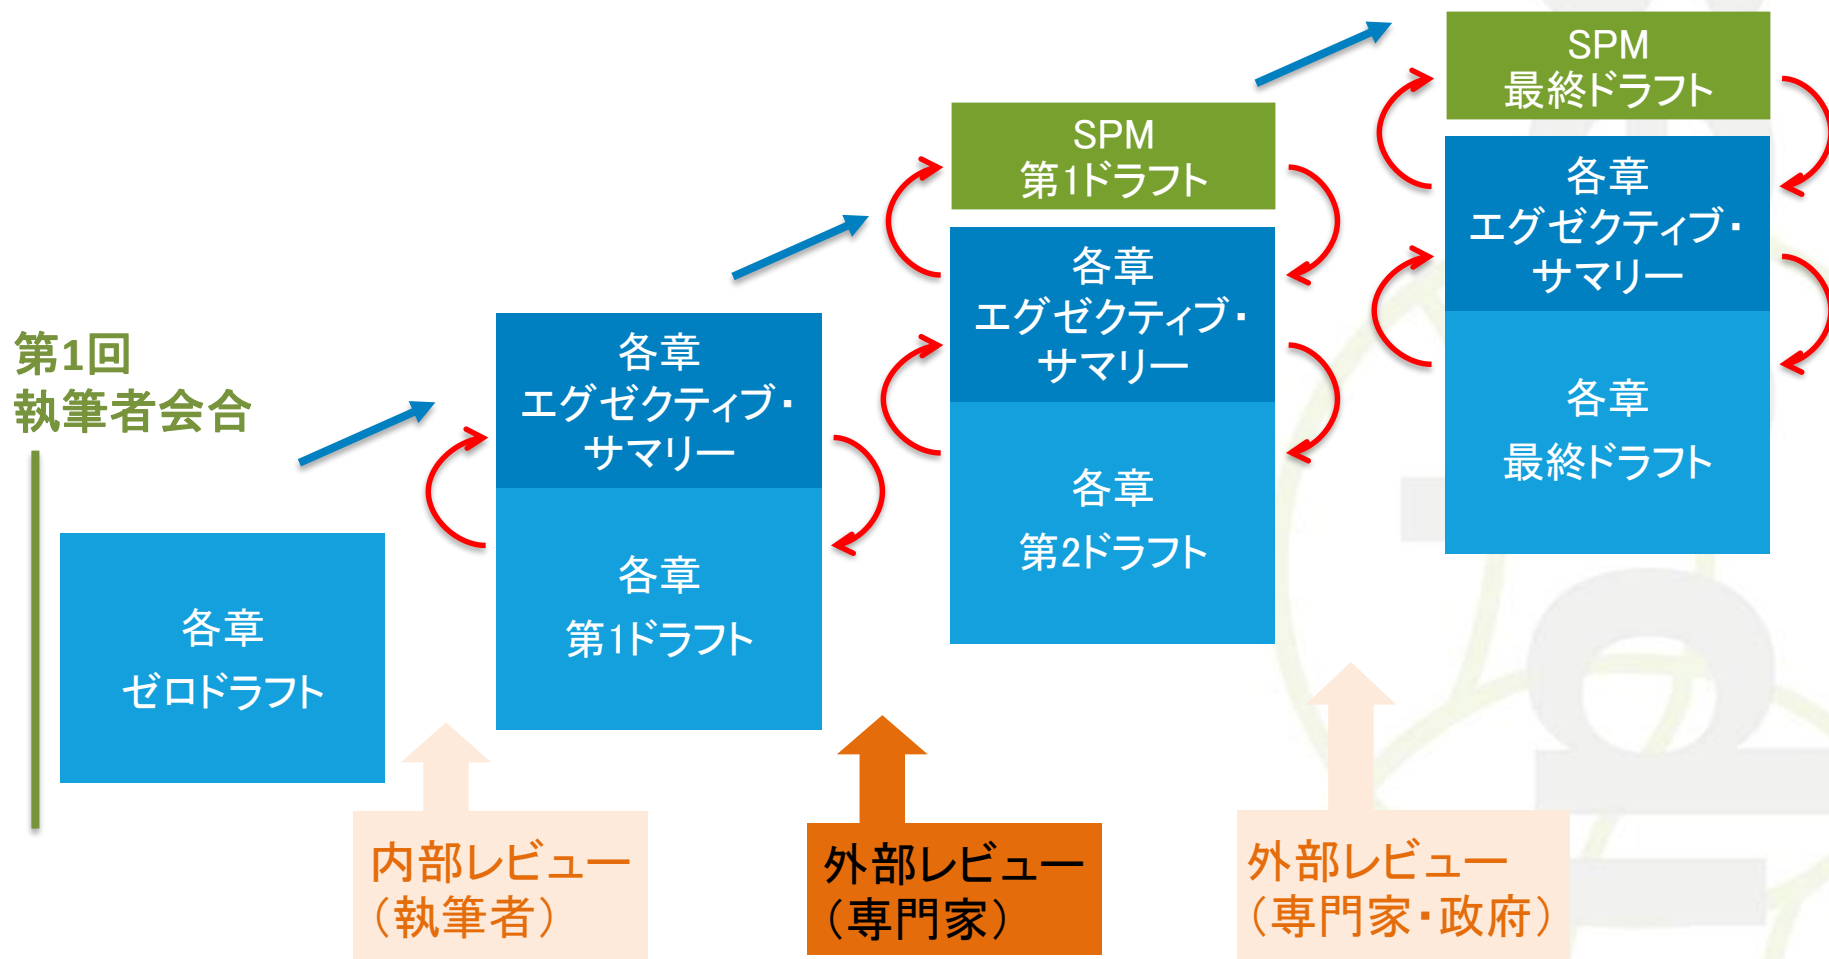 第1回
執筆者会合
各章
ゼロドラフト
内部レビュー
（執筆者）
各章
エグゼクティブ・
サマリー
各章
第1ドラフト
外部レビュー
（専門家）
SPM
第1ドラフト
各章
エグゼクティブ・
サマリー
各章
第2ドラフト
外部レビュー
（専門家・政府）
SPM
最終ドラフト
各章
エグゼクティブ・
サマリー
各章
最終ドラフト